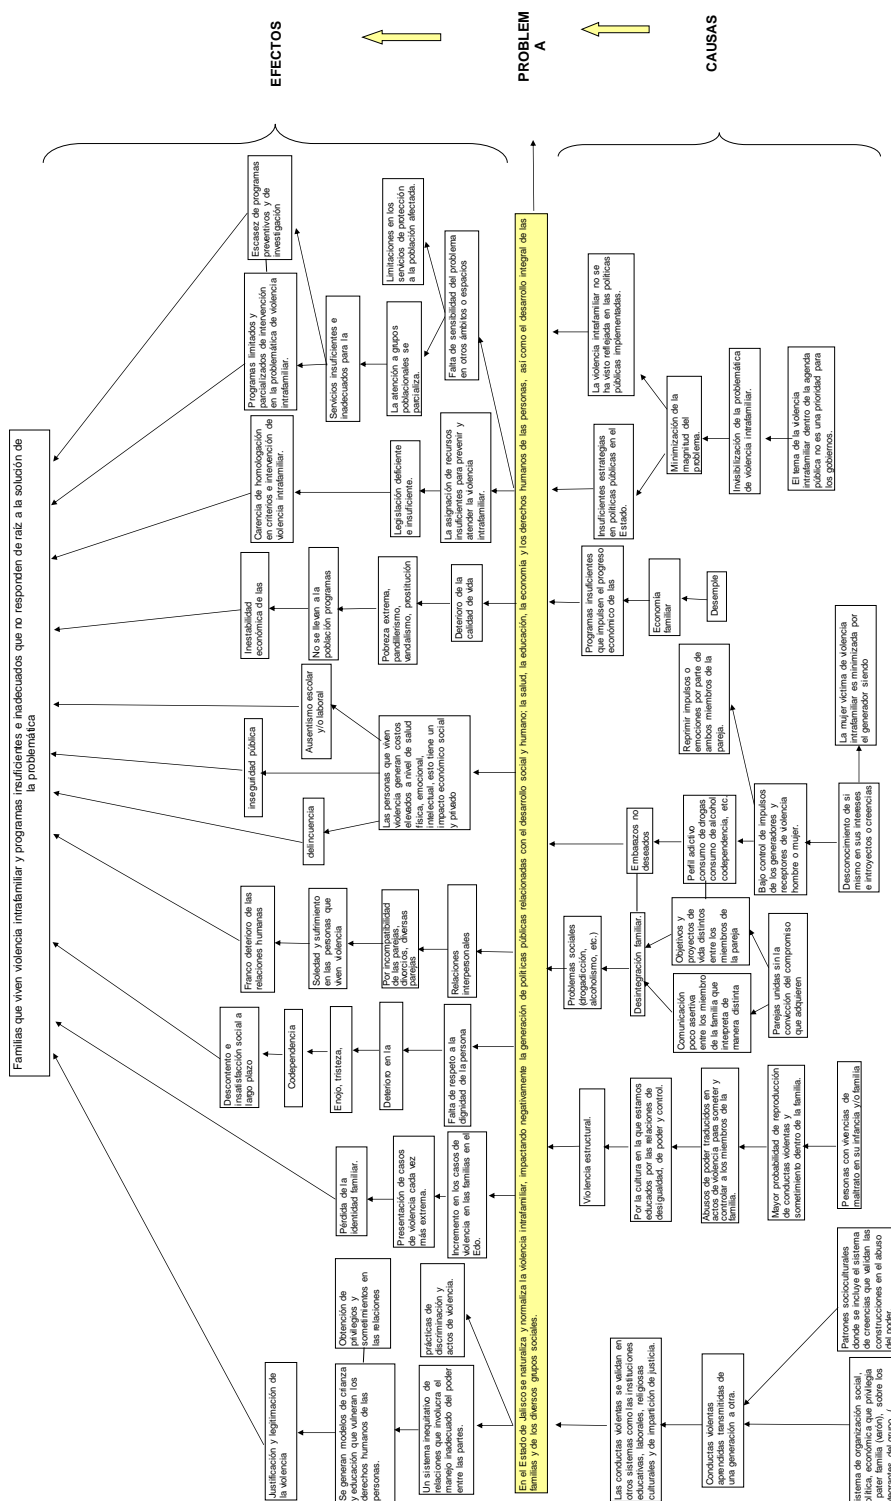 Familias que viven violencia intrafamiliar y programas insuficientes e inadecuados que no responden de raíz a la solución de
la problemática
EFECTOS
Justificación y legitimación de
la violencia
Descontento e
insatisfacción social a
largo plazo
Franco deterioro de las
relaciones humanas
delincuencia
inseguridad pública
Ausentismo escolar
y/o laboral
Inestabilidad
económica de las
Carencia de homologación
en criterios e intervención de
violencia intrafamiliar.
Programas limitados y
parcializados de intervención
en la problemática de violencia
intrafamiliar.
Escasez de programas
preventivos y de
investigación
Se generan modelos de crianza
y educación que vulneran los
derechos humanos de las
personas.
Obtención de
privilegios y
sometimientos en
las relaciones
Pérdida de la
identidad familiar.
Codependencia
Enojo, tristeza,
Soledad y sufrimiento
en las personas que
viven violencia
No se llevan a la
población programas
Servicios insuficientes e
inadecuados para la
Un sistema inequitativo de
relaciones que involucra el
manejo inadecuado del poder
entre las partes.
prácticas de
discriminación y
actos de violencia.
Presentación de casos
de violencia cada vez
más extrema.
Deterioro en la
Por incompatibilidad
de las parejas,
divorcios, diversas
parejas
Las personas que viven
violencia generan costos
elevados a nivel de salud
física, emocional,
intelectual, esto tiene un
impacto económico social
y privado
Pobreza extrema,
pandillerismo,
vandalismo, prostitución
Legislación deficiente
e insuficiente.
La atención a grupos
poblacionales se
parcializa.
Limitaciones en los
servicios de protección
a la población afectada.
Incremento en los casos de
violencia en las familias en el
Edo.
Falta de respeto a la
dignidad de la persona
Relaciones
interpersonales
Deterioro de la
calidad de vida
La asignación de recursos
insuficientes para prevenir y
atender la violencia
intrafamiliar.
Falta de sensibilidad del problema
en otros ámbitos o espacios
PROBLEM
A
En el Estado de Jalisco se naturaliza y normaliza la violencia intrafamiliar, impactando negativamente la generación de políticas públicas relacionadas con el desarrollo social y humano; la salud, la educación, la economía y los derechos humanos de las personas, así como el desarrollo integral de las
familias y de los diversos grupos sociales.
CAUSAS
Las conductas violentas se validan en
otros sistemas como las instituciones
educativas, laborales, religiosas
culturales y de impartición de justicia.
Violencia estructural.
Problemas sociales
(drogadicción,
alcoholismo, etc.)
Programas insuficientes
que impulsen el progreso
económico de las
Insuficientes estrategias
en políticas públicas en el
Estado.
La violencia intrafamiliar no se
ha visto reflejada en las políticas
públicas implementadas.
Por la cultura en la que estamos
educados por las relaciones de
desigualdad, de poder y control.
Desintegración familiar.
Embarazos no
deseados
Economía
familiar
Minimización de la
magnitud del
problema.
Conductas violentas
aprendidas transmitidas de
una generación a otra.
Abusos de poder traducidos en
actos de violencia para someter y
controlar a los miembros de la
familia.
Comunicación
poco asertiva
entre los miembro
de la familia que
interpreta de
manera distinta
Objetivos y
proyectos de
vida distintos
entre los
miembros de
la pareja
Perfil adictivo
consumo de drogas
consumo de alcohol
codependencia, etc.
Reprimir impulsos o
emociones por parte de
ambos miembros de la
pareja.
Desemple
Invisibilización de la problemática
de violencia intrafamiliar.
Mayor probabilidad de reproducción
de conductas violentas y
sometimiento dentro de la familia.
Parejas unidas sin la
convicción del compromiso
que adquieren
Bajo control de impulsos
de los generadores y
receptores de violencia
hombre o mujer.
El tema de la violencia
intrafamiliar dentro de la agenda
pública no es una prioridad para
los gobiernos.
Personas con vivencias de
maltrato en su infancia y/o familia
Desconocimiento de si
mismo en sus intereses
e introyectos o creencias
La mujer víctima de violencia
intrafamiliar es minimizada por
el generador siendo
Patrones socioculturales
donde se incluye el sistema
de creencias que validan las
construcciones en el abuso
del poder
istema de organización social,
lítica, económica que privilegia
pater familia (varón), sobre los